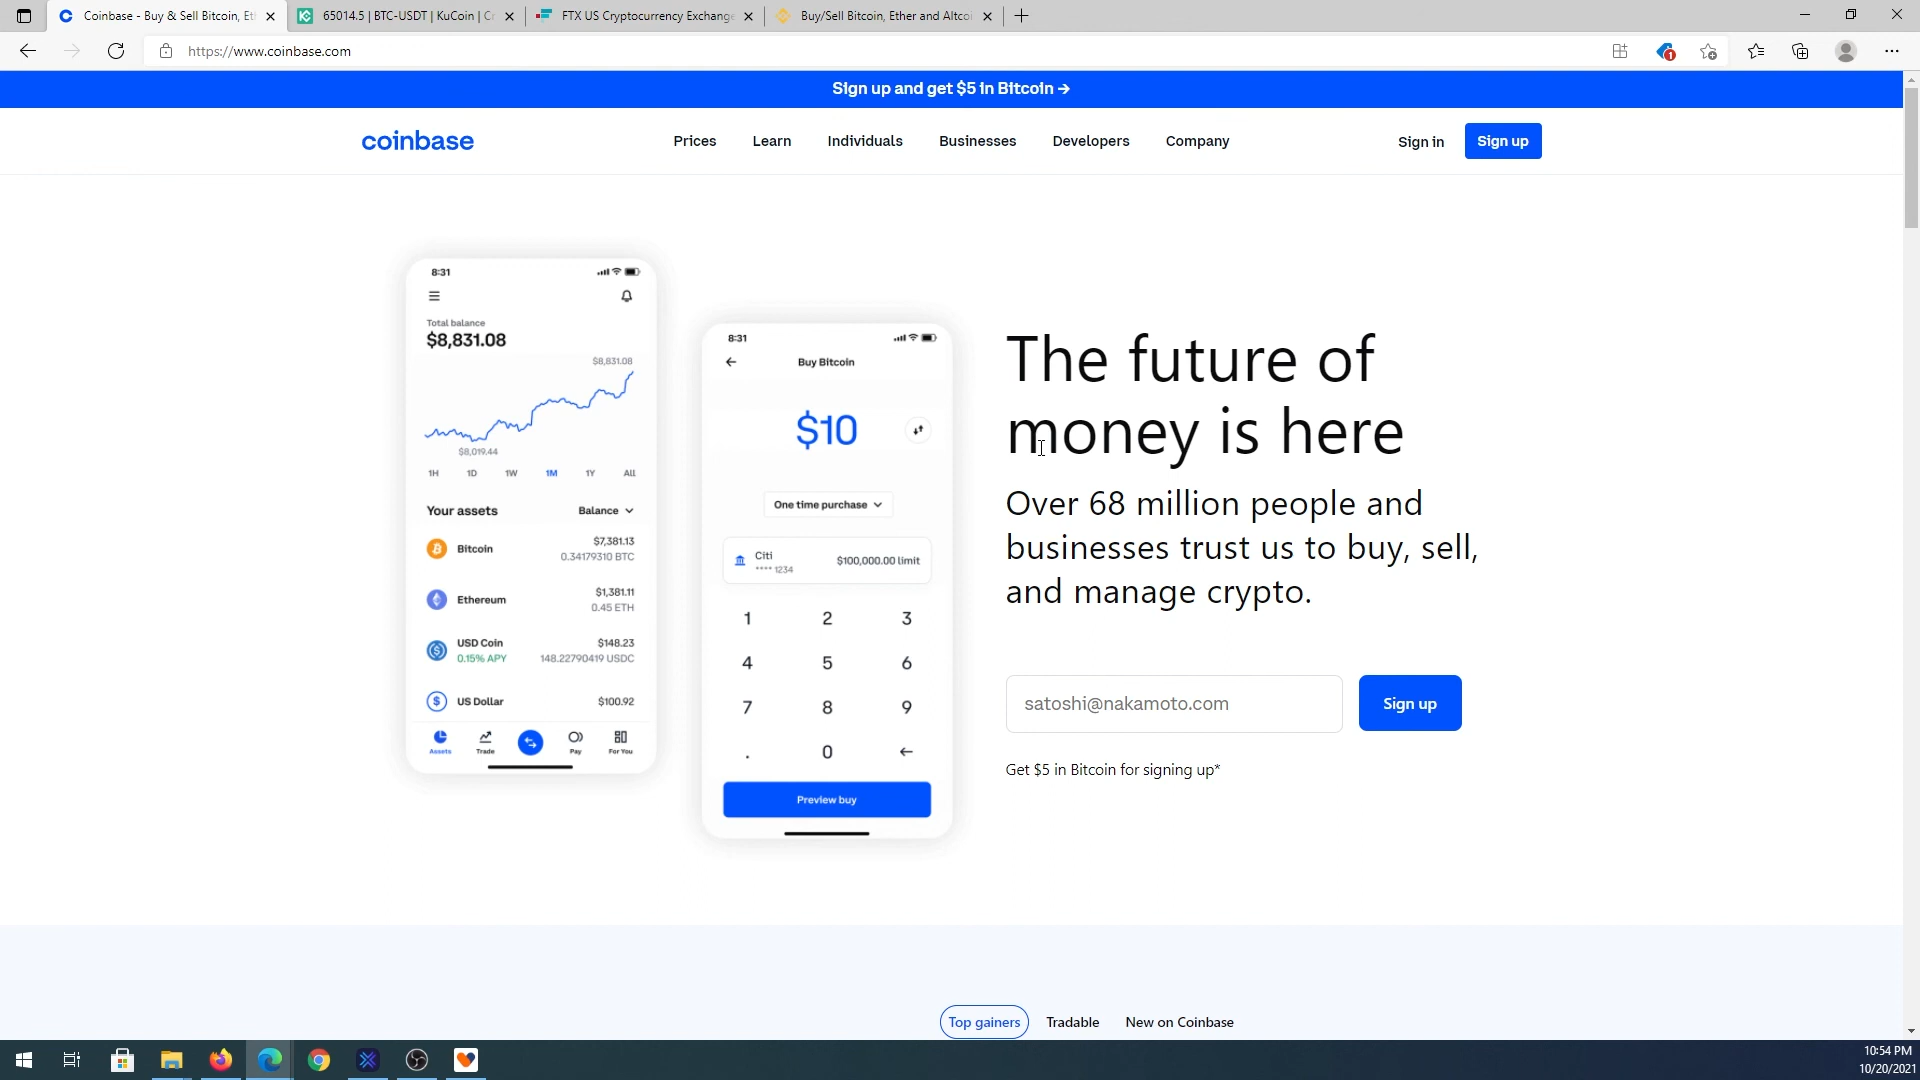 Coinbase - Buy & Sell Bitcoin, Et
65014.5 | BTC-USDT | KuCoin | Cr
FTX US Cryptocurrency Exchange
Buy/Sell Bitcoin, Ether and Altcoi
https://www.coinbase.com
1
Sign up and get $5 in Bitcoin →
coinbase
Prices
Learn
Individuals
Businesses
Developers
Company
Sign in
Sign up
8:31
Total balance
$8,831.08
$8,831.08
$8,019.44
1H 1D 1W 1M 1Y All
Your assets
Balance
Bitcoin
$7,381.13
0.34179310 BTC
Ethereum
$1,381.11
0.45 ETH
USD Coin
$148.23
0.15% APY
148.22790419 USDC
US Dollar
$100.92
Assets
Trade
Pay
For You
8:31
Buy Bitcoin
$10
One time purchase
Citi
**** 1234
$100,000.00 limit
1 2 3
4 5 6
7 8 9
. 0 ←
Preview buy
The future of
money is here
Over 68 million people and
businesses trust us to buy, sell,
and manage crypto.
satoshi@nakamoto.com
Sign up
Get $5 in Bitcoin for signing up*
Top gainers
Tradable
New on Coinbase
10:54 PM
10/20/2021